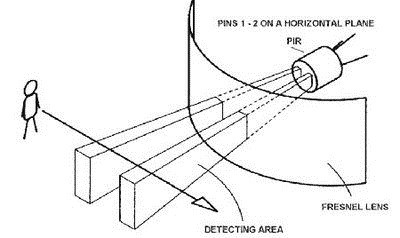 PINS 1 - 2 ON A HORIZONTAL PLANE
PIR
FRESNEL LENS
DETECTING AREA